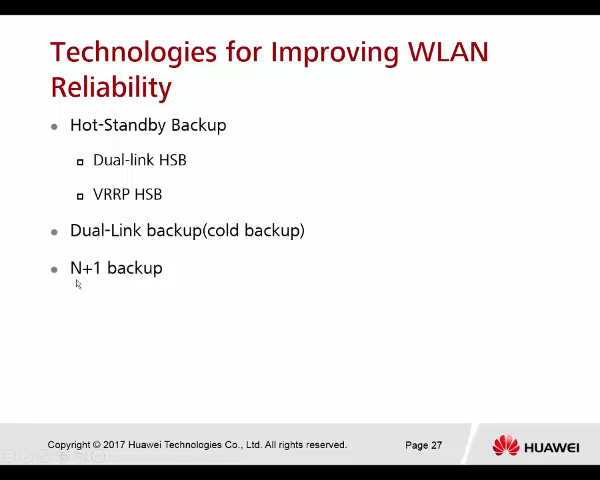 Technologies for Improving WLAN
Reliability
Hot-Standby Backup
Dual-link HSB
VRRP HSB
Dual-Link backup(cold backup)
N+1 backup
Copyright © 2017 Huawei Technologies Co., Ltd. All rights reserved.
Page 27
HUAWEI